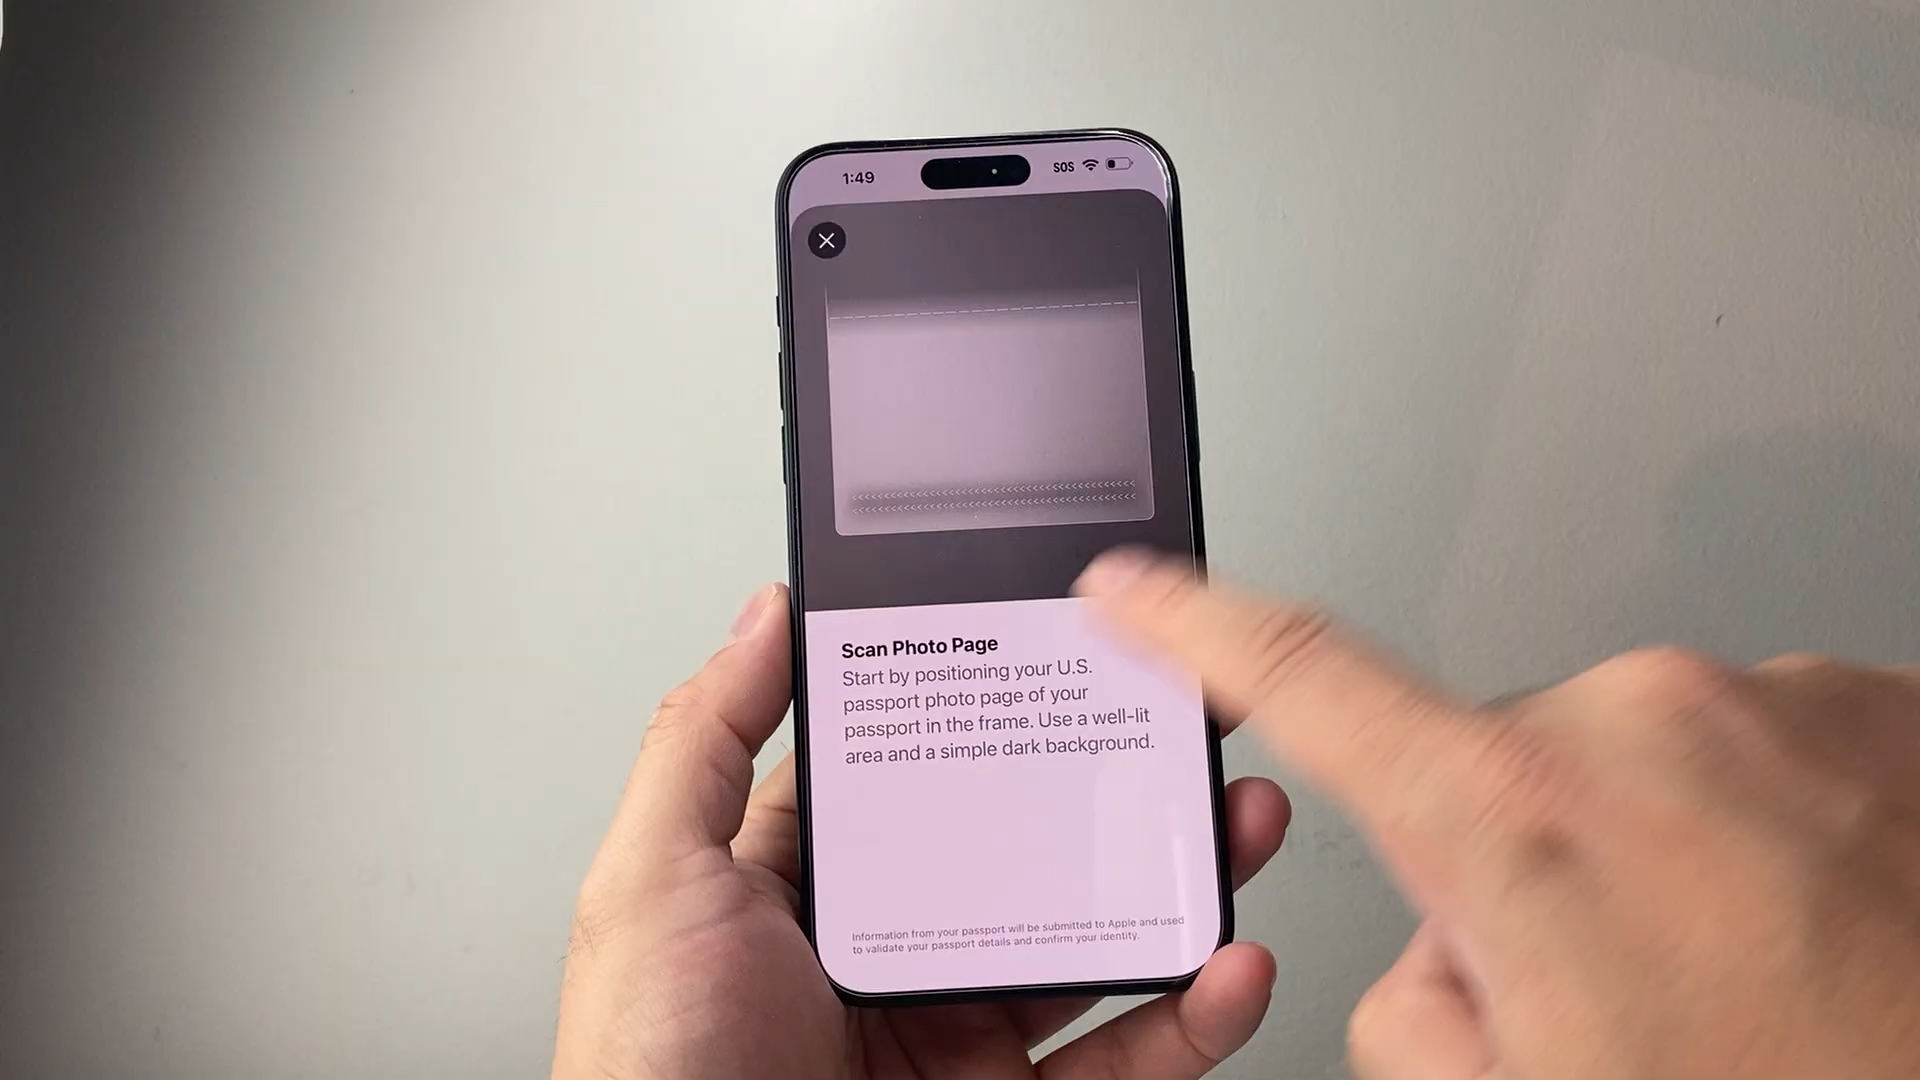 1:49 SOS
<<<<<<<<<<<<<<<<<<<<<<<<<<<<<<<<<<<<<<<<<<<<
<<<<<<<<<<<<<<<<<<<<<<<<<<<<<<<<<<<<<<<<<<<<
Scan Photo Page
Start by positioning your U.S.
passport photo page of your
passport in the frame. Use a well-lit
area and a simple dark background.
Information from your passport will be submitted to Apple and used
to validate your passport details and confirm your identity.